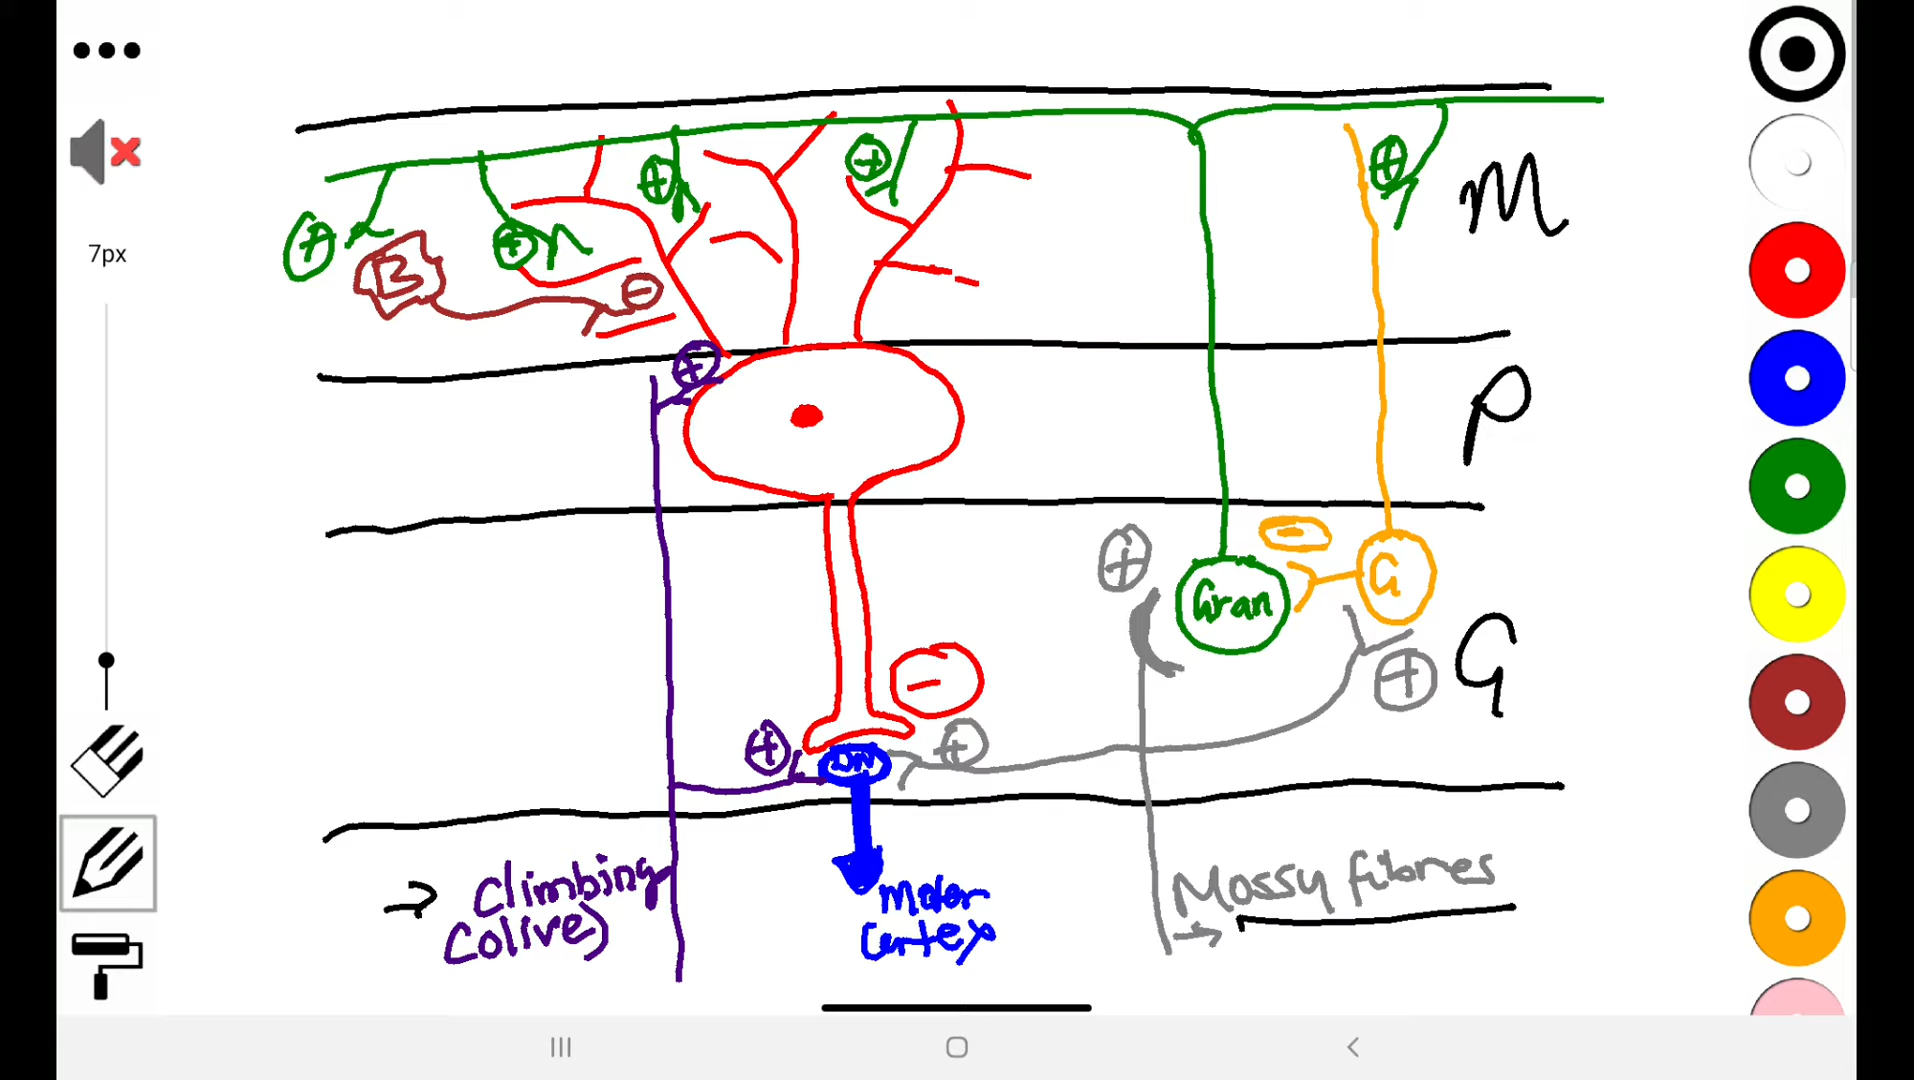 7px
M
B
P
Gran
G
G
DN
Climbing
(olive)
Motor
Cortex
Mossy fibres